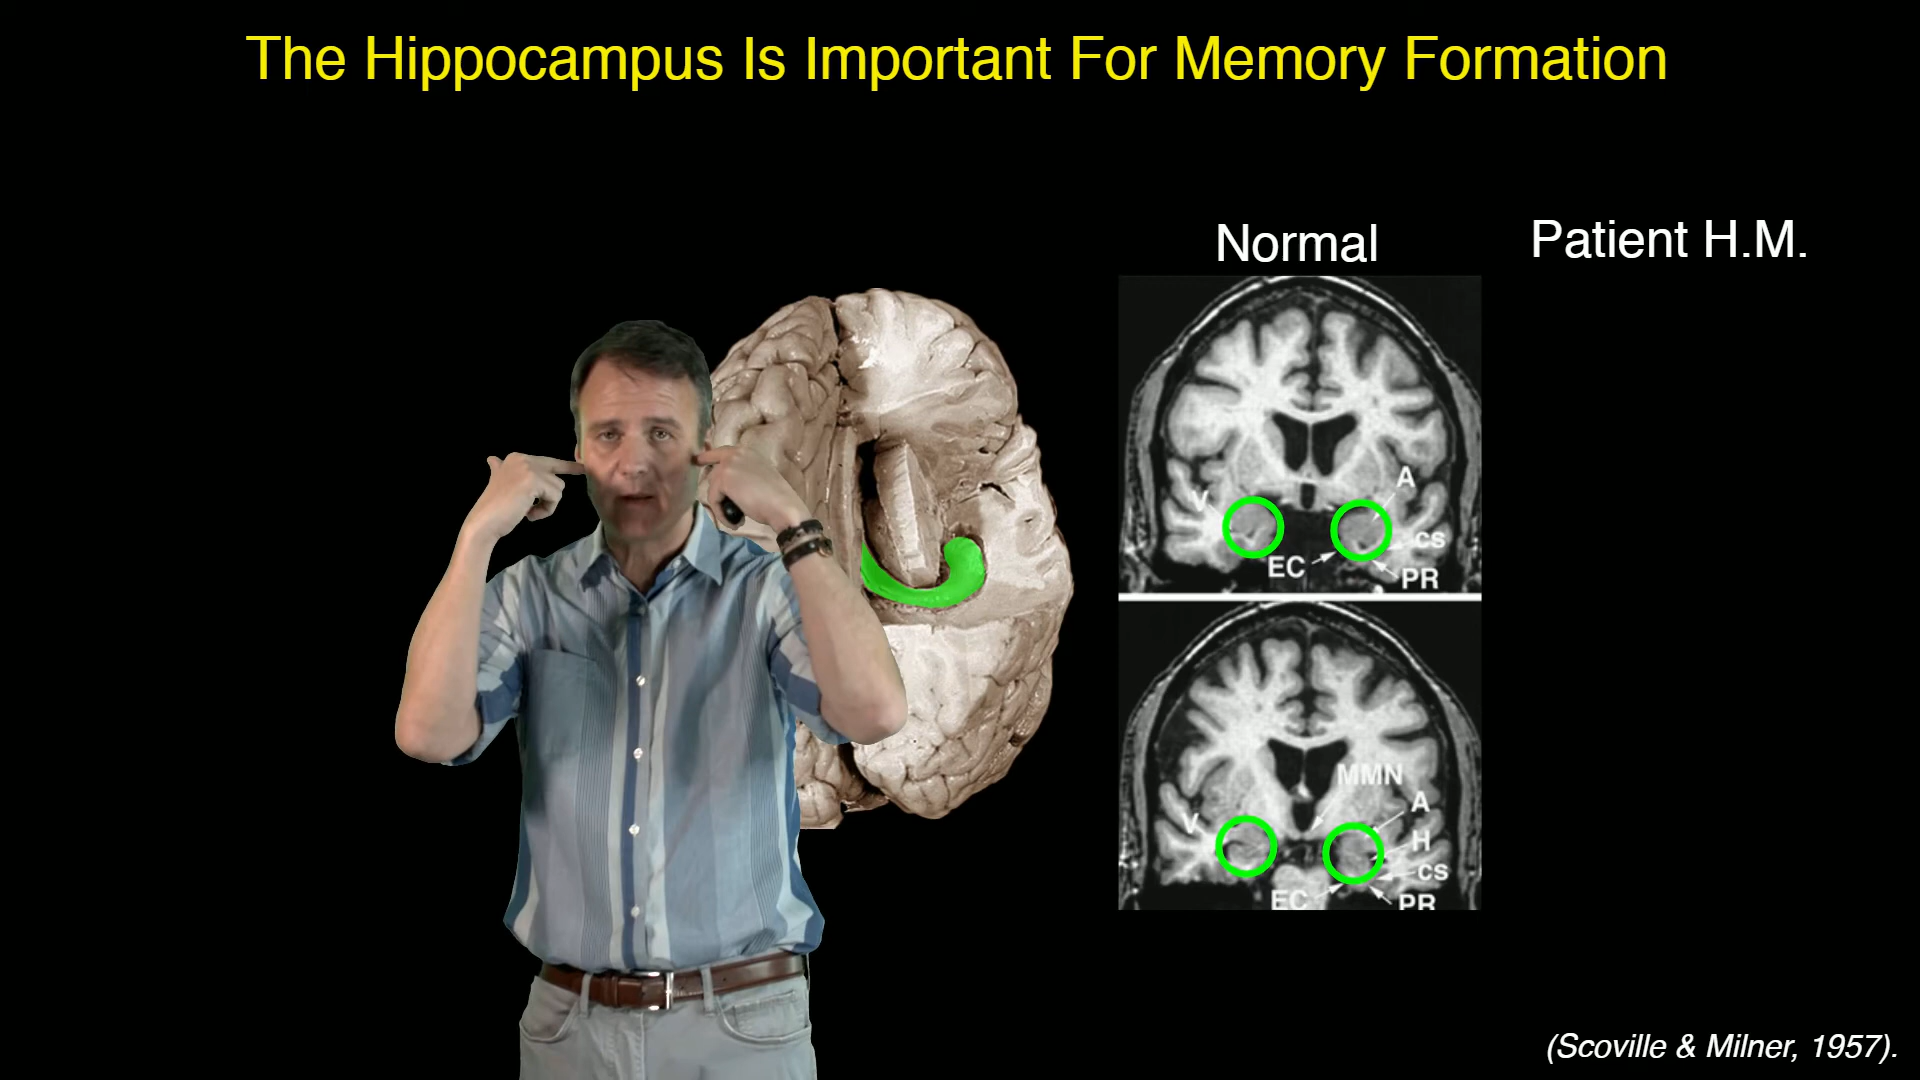 The Hippocampus Is Important For Memory Formation
Normal
Patient H.M.
A
V
CS
EC
PR
MMN
A
V
H
CS
EC
PR
(Scoville & Milner, 1957).